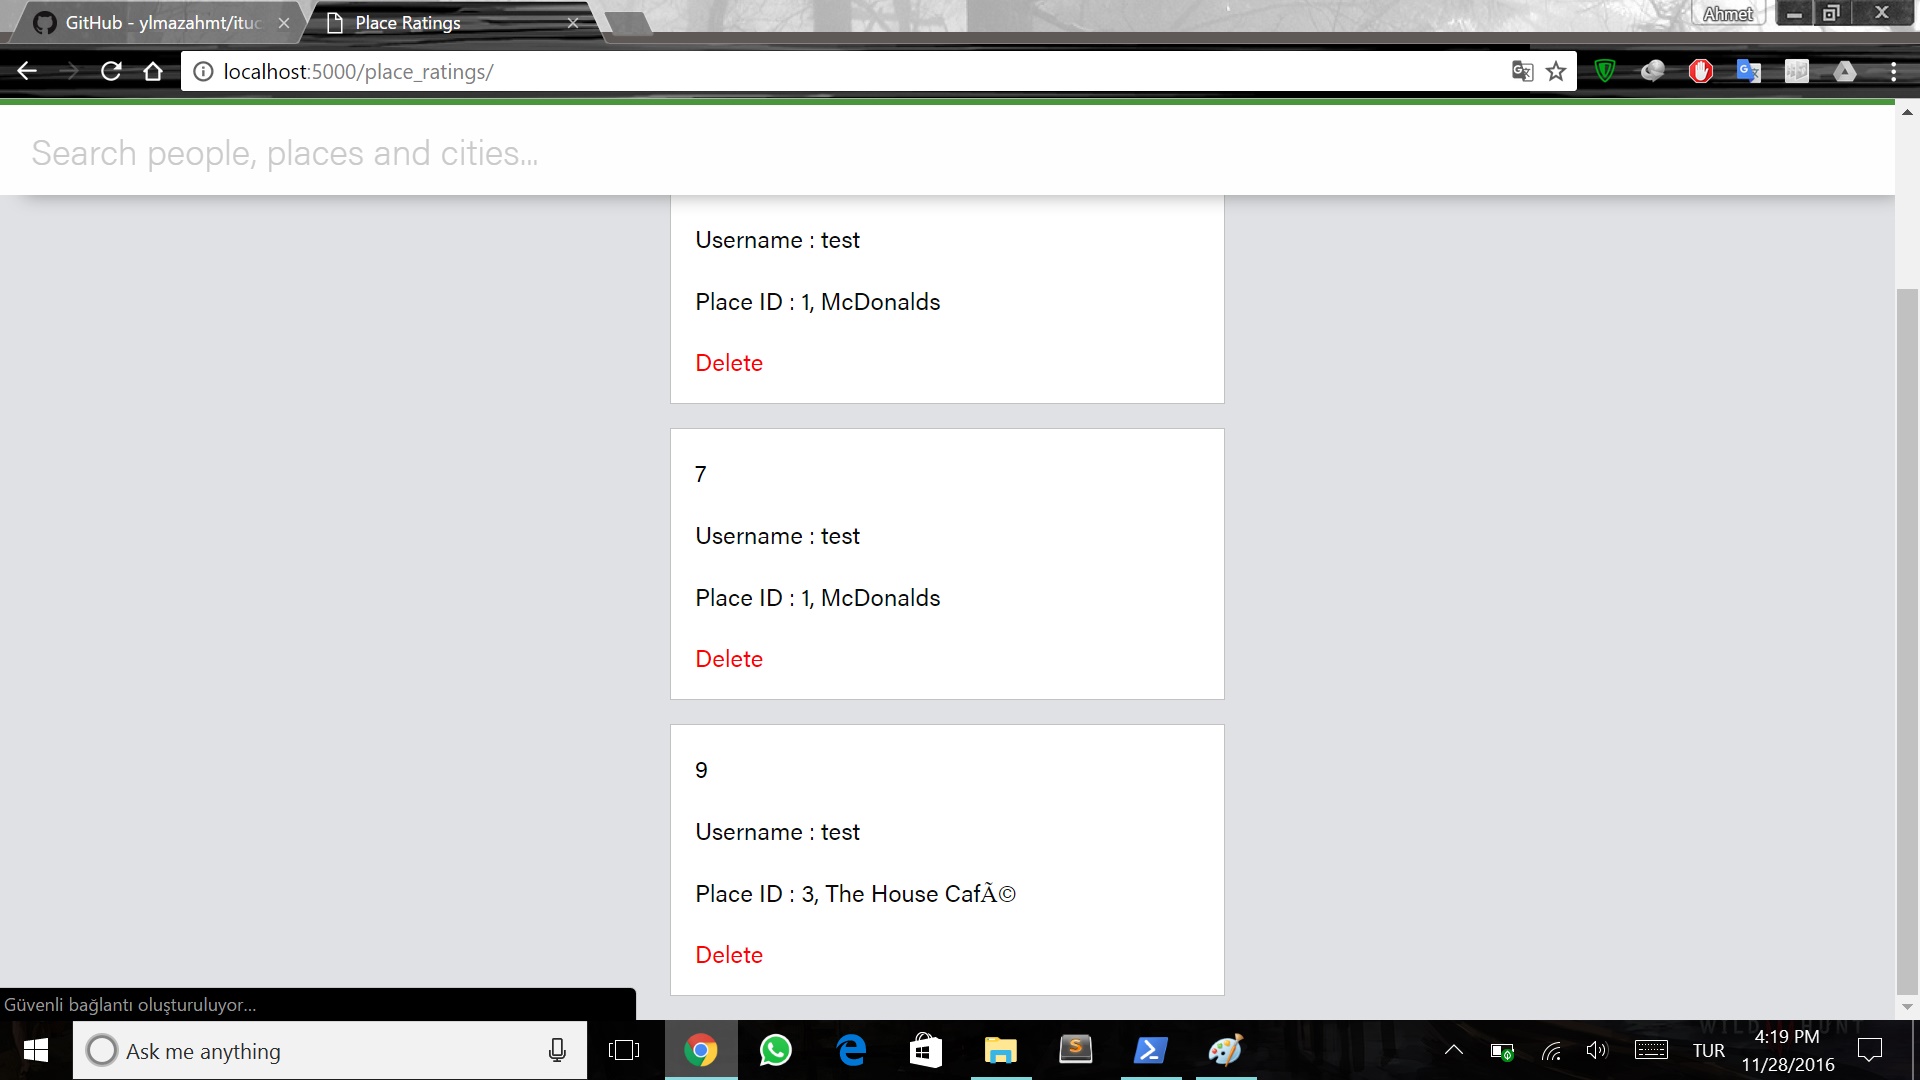 GitHub - ylmazahmt/ituc
Place Ratings
Ahmet
localhost:5000/place_ratings/
Search people, places and cities...
Username : test
Place ID : 1, McDonalds
Delete
7
Username : test
Place ID : 1, McDonalds
Delete
9
Username : test
Place ID : 3, The House CafÃ©
Delete
Güvenli bağlantı oluşturuluyor...
Ask me anything
TUR
4:19 PM
11/28/2016